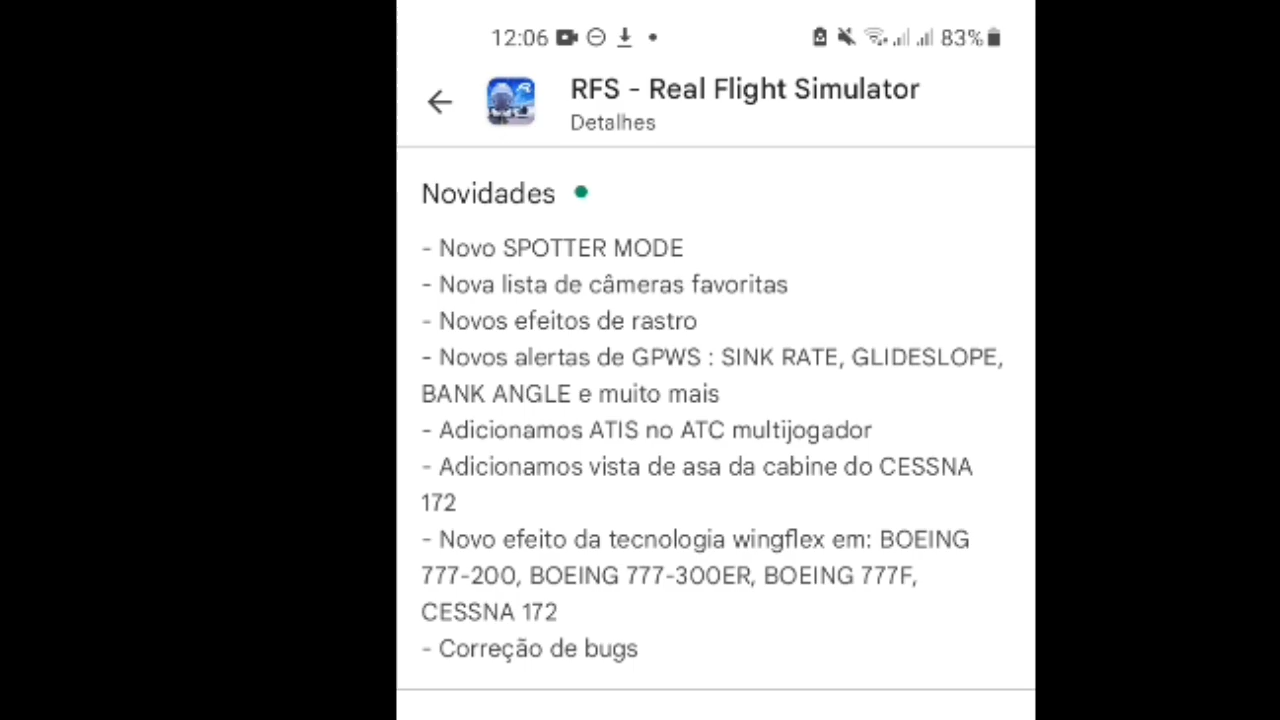 12:06 83%
RFS - Real Flight Simulator
Detalhes
Novidades
- Novo SPOTTER MODE
- Nova lista de câmeras favoritas
- Novos efeitos de rastro
- Novos alertas de GPWS : SINK RATE, GLIDESLOPE,
BANK ANGLE e muito mais
- Adicionamos ATIS no ATC multijogador
- Adicionamos vista de asa da cabine do CESSNA
172
- Novo efeito da tecnologia wingflex em: BOEING
777-200, BOEING 777-300ER, BOEING 777F,
CESSNA 172
- Correção de bugs